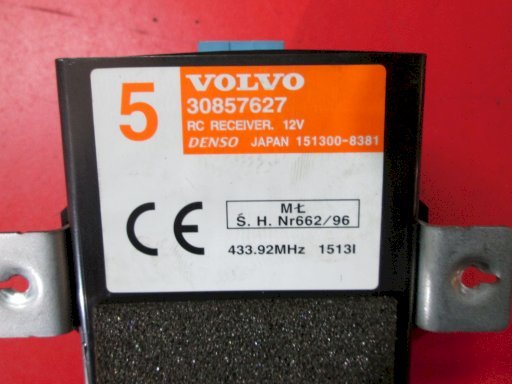 5
VOLVO
30857627
RC RECEIVER. 12V
DENSO JAPAN 151300-8381
CE
MŁ
Ś. H. Nr662/96
433.92MHz 1513I